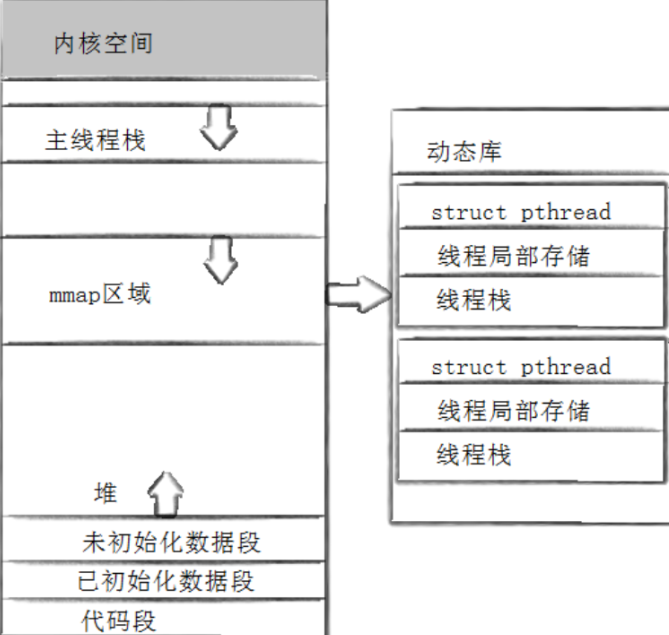 内核空间
主线程栈
mmap区域
堆
未初始化数据段
已初始化数据段
代码段
动态库
struct pthread
线程局部存储
线程栈
struct pthread
线程局部存储
线程栈